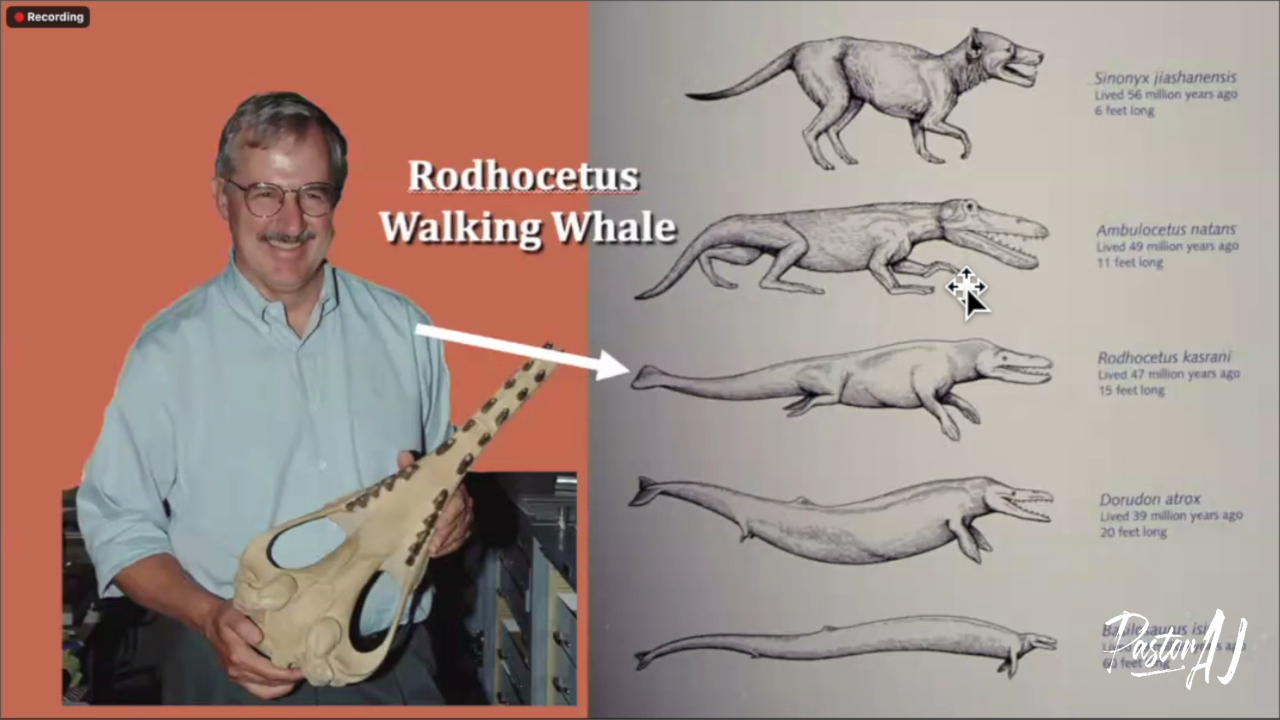 Recording
Rodhocetus
Walking Whale
Sinonyx jiashanensis
Lived 56 million years ago
6 feet long
Ambulocetus natans
Lived 49 million years ago
11 feet long
Rodhocetus kasrani
Lived 47 million years ago
15 feet long
Dorudon atrox
Lived 39 million years ago
20 feet long
feet
Pastor AJ